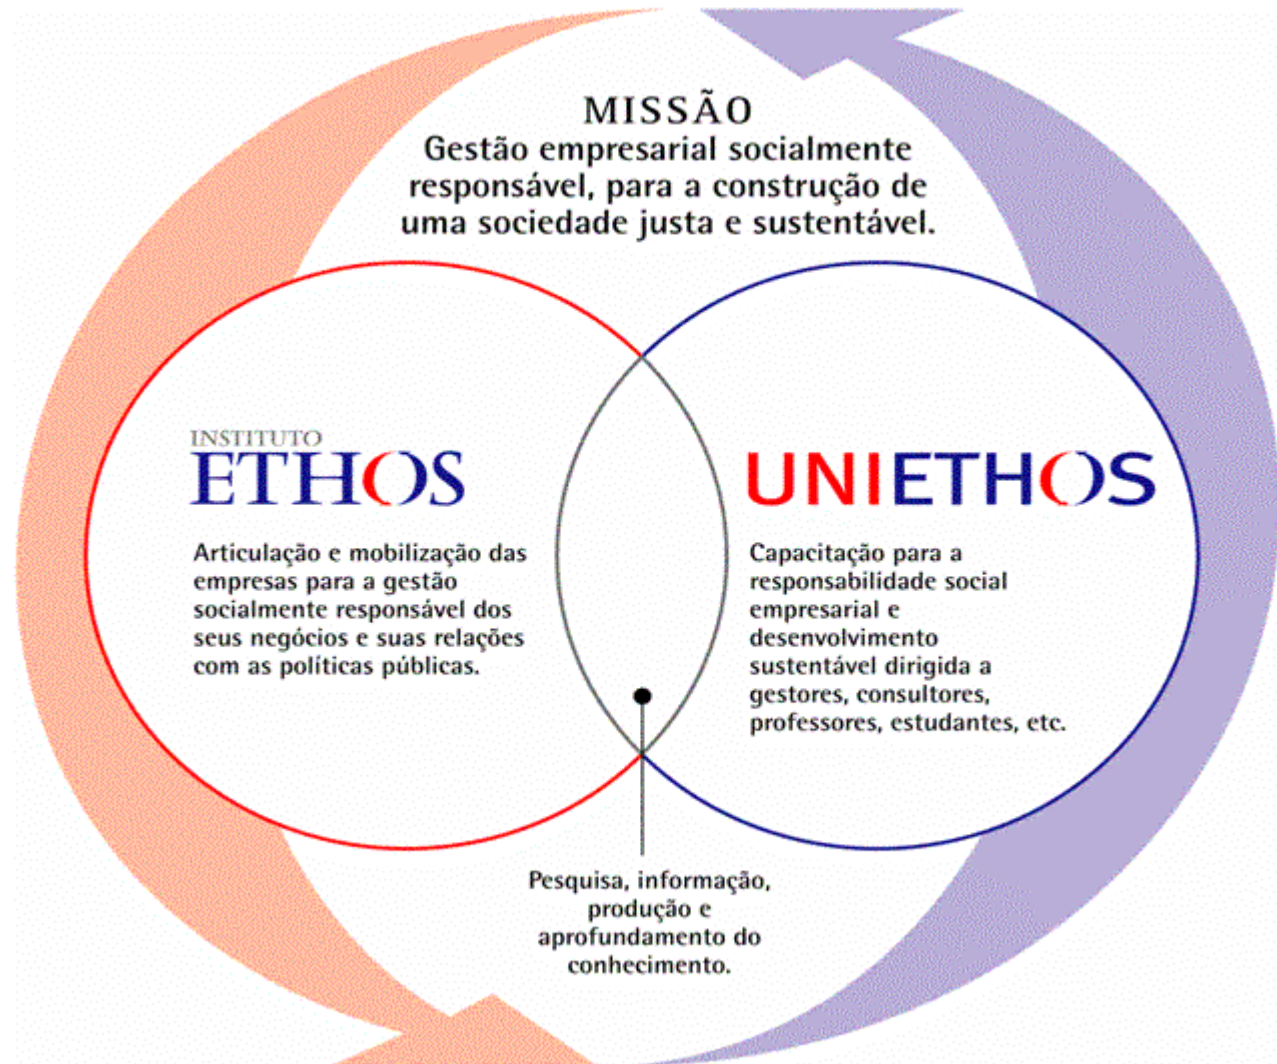 MISSÃO
Gestão empresarial socialmente
responsável, para a construção de
uma sociedade justa e sustentável.
INSTITUTO
ETHOS
Articulação e mobilização das
empresas para a gestão
socialmente responsável dos
seus negócios e suas relações
com as políticas públicas.
UNIETHOS
Capacitação para a
responsabilidade social
empresarial e
desenvolvimento
sustentável dirigida a
gestores, consultores,
professores, estudantes, etc.
Pesquisa, informação,
produção e
aprofundamento do
conhecimento.